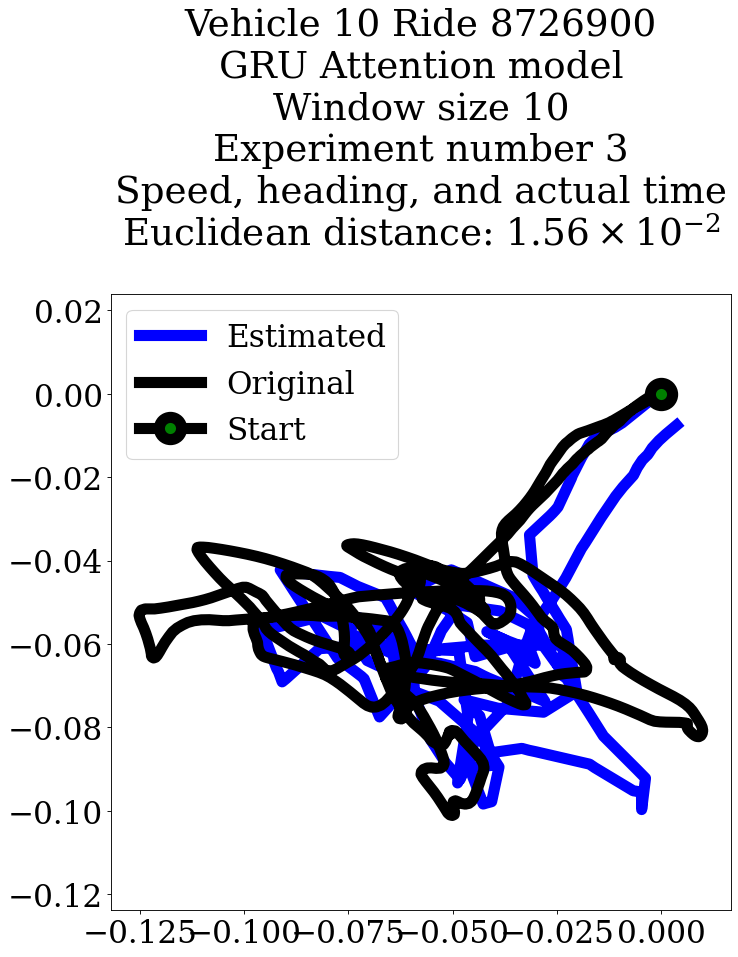 Vehicle 10 Ride 8726900
GRU Attention model
Window size 10
Experiment number 3
Speed, heading, and actual time
Euclidean distance: 1.56 × 10⁻²
0.02
Estimated
0.00
Original
Start
−0.02
−0.04
−0.06
−0.08
−0.10
−0.12
−0.125 −0.100 −0.075 −0.050 −0.025 0.000